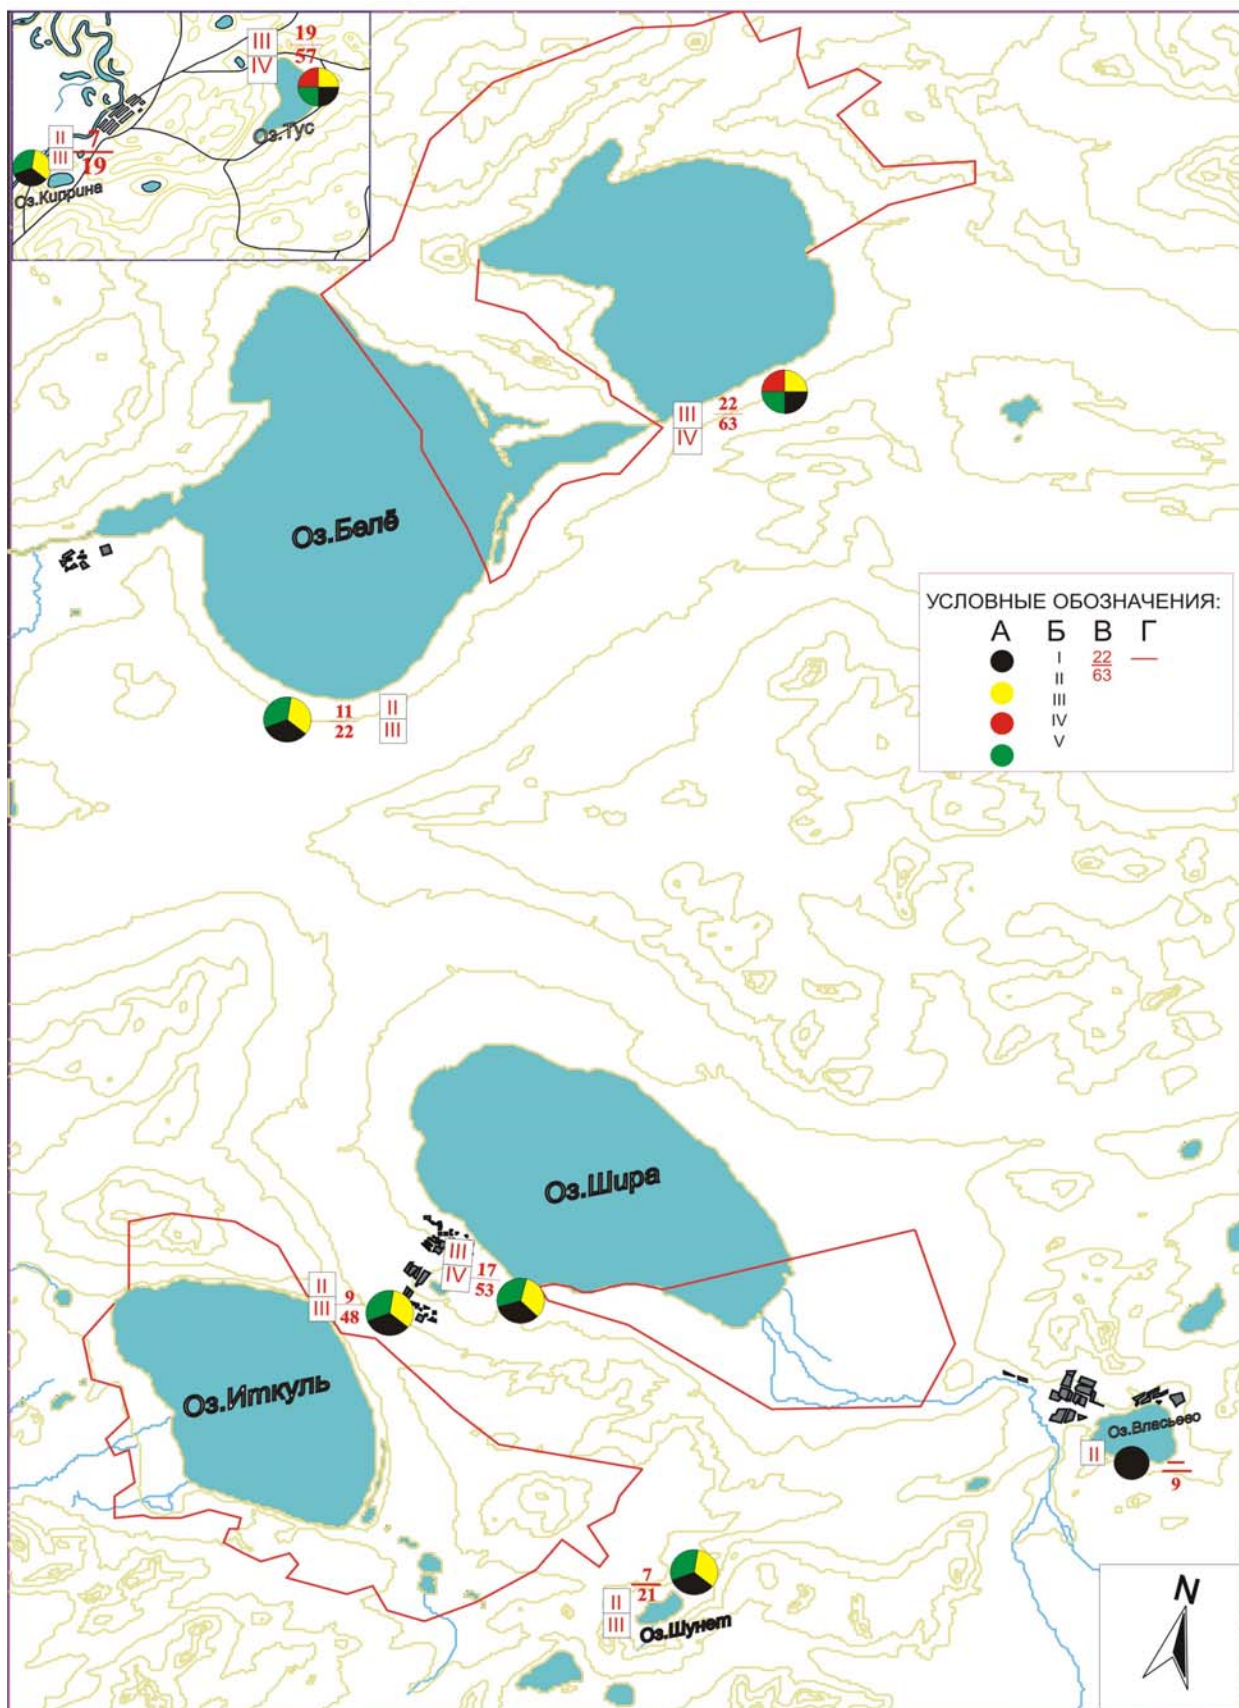 III 19
IV 57
Оз.Тус
II 7
III 19
Оз.Киприна
III 22
IV 63
Оз.Белё
УСЛОВНЫЕ ОБОЗНАЧЕНИЯ:
А Б В Г
I 22
II 63
III
IV
V
11 II
22 III
Оз.Шира
III 17
IV 53
II 9
III 48
Оз.Иткуль
Оз.Власьево
II —
9
7
21
II
III
Оз.Шунет
N